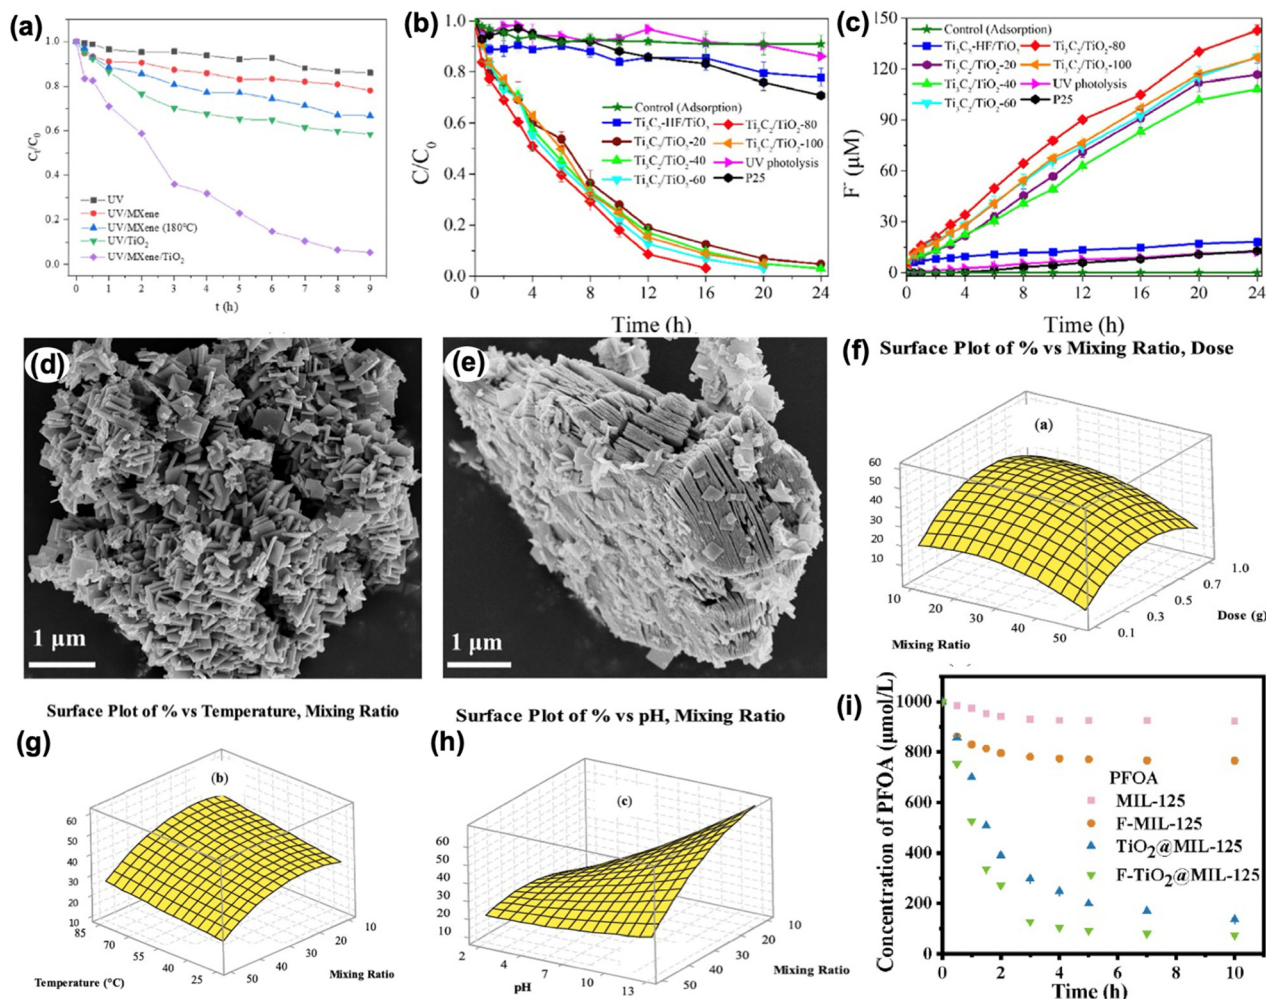 (a)
1.0
0.8
0.6
0.4
0.2
0.0
Ct/C0
UV
UV/MXene
UV/MXene (180°C)
UV/TiO2
UV/MXene/TiO2
0 1 2 3 4 5 6 7 8 9
t (h)
(b)
1.0
0.8
0.6
0.4
0.2
0.0
C/C0
Control (Adsorption)
Ti3C2-HF/TiO2
Ti3C2/TiO2-20
Ti3C2/TiO2-40
Ti3C2/TiO2-60
Ti3C2/TiO2-80
Ti3C2/TiO2-100
UV photolysis
P25
0 4 8 12 16 20 24
Time (h)
(c)
150
125
100
75
50
25
0
F- (μM)
Control (Adsorption)
Ti3C2-HF/TiO2
Ti3C2/TiO2-20
Ti3C2/TiO2-40
Ti3C2/TiO2-60
Ti3C2/TiO2-80
Ti3C2/TiO2-100
UV photolysis
P25
0 4 8 12 16 20 24
Time (h)
(d)
1 μm
(e)
1 μm
(f)
Surface Plot of % vs Mixing Ratio, Dose
(a)
60
50
40
30
20
10
10 20 30 40 50
Mixing Ratio
0.1 0.3 0.5 0.7 1.0
Dose (g)
(g)
Surface Plot of % vs Temperature, Mixing Ratio
(b)
60
50
40
30
20
10
85 70 55 40 25
Temperature (°C)
50 40 30 20 10
Mixing Ratio
(h)
Surface Plot of % vs pH, Mixing Ratio
(c)
60
50
40
30
20
10
2 4 7 10 13
pH
50 40 30 20 10
Mixing Ratio
(i)
1000
800
600
400
200
0
Concentration of PFOA (μmol/L)
PFOA
MIL-125
F-MIL-125
TiO2@MIL-125
F-TiO2@MIL-125
0 2 4 6 8 10
Time (h)